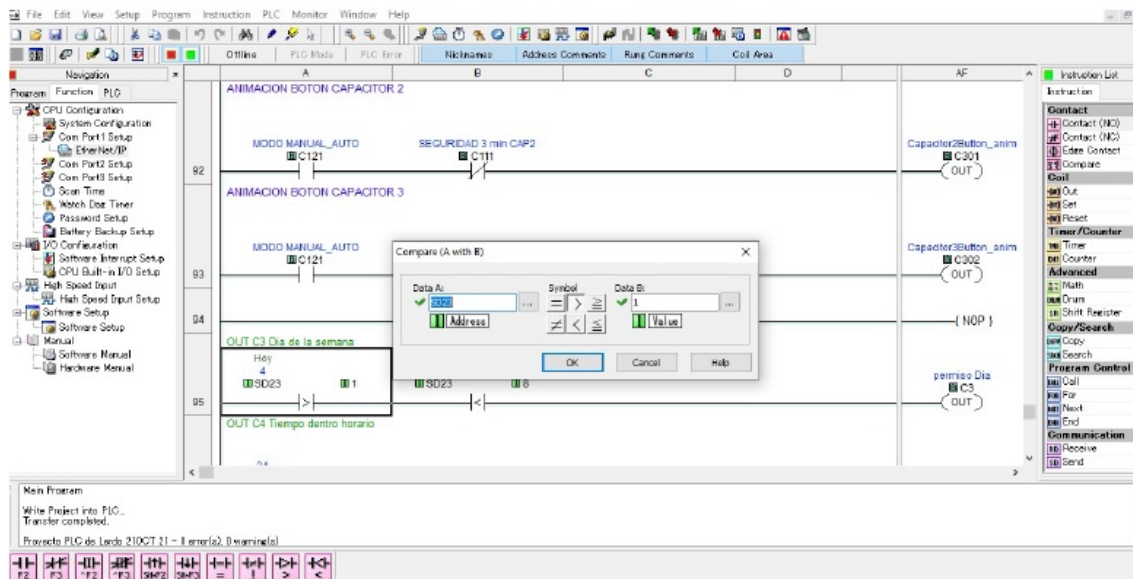 File Edit View Setup Program Instruction PLC Monitor Window Help
Offline PLC Mode PLC Error Nicknames Address Comments Rung Comments Coil Area
Navigation
Program Function PLC
CPU Configuration
System Configuration
Com Port1 Setup
EtherNet/IP
Com Port2 Setup
Com Port3 Setup
Scan Time
Watch Dog Timer
Password Setup
Battery Backup Setup
I/O Configuration
Software Interrupt Setup
CPU Built-in I/O Setup
High Speed Input
High Speed Input Setup
Software Setup
Software Setup
Manual
Software Manual
Hardware Manual
A B C D AF
ANIMACION BOTON CAPACITOR 2
MODO MANUAL_AUTO SEGURIDAD 3 min CAP2 Capacitor2Button_anim
C121 C111 C301
92 OUT
ANIMACION BOTON CAPACITOR 3
MODO MANUAL_AUTO Capacitor3Button_anim
C121 C302
93 OUT
94 NOP
OUT C3 Dia de la semana
Hoy
4
SD23 1 SD23 8
permiso Dia
C3
95 > < OUT
OUT C4 Tiempo dentro horario
Compare (A with B)
Data A: Symbol Data B:
SD23 ... = > ≥ 1 ...
Address ≠ < ≤ Value
OK Cancel Help
Instruction List
Instruction
Contact
Contact (NO)
Contact (NC)
Edge Contact
Compare
Coil
Out
Set
Reset
Timer/Counter
Timer
Counter
Advanced
Math
Drum
Shift Register
Copy/Search
Copy
Search
Program Control
Call
For
Next
End
Communication
Receive
Send
Main Program
Write Project into PLC..
Transfer completed.
F2 F3 ^F2 ^F3 SHF2 SHF3 = ! > <